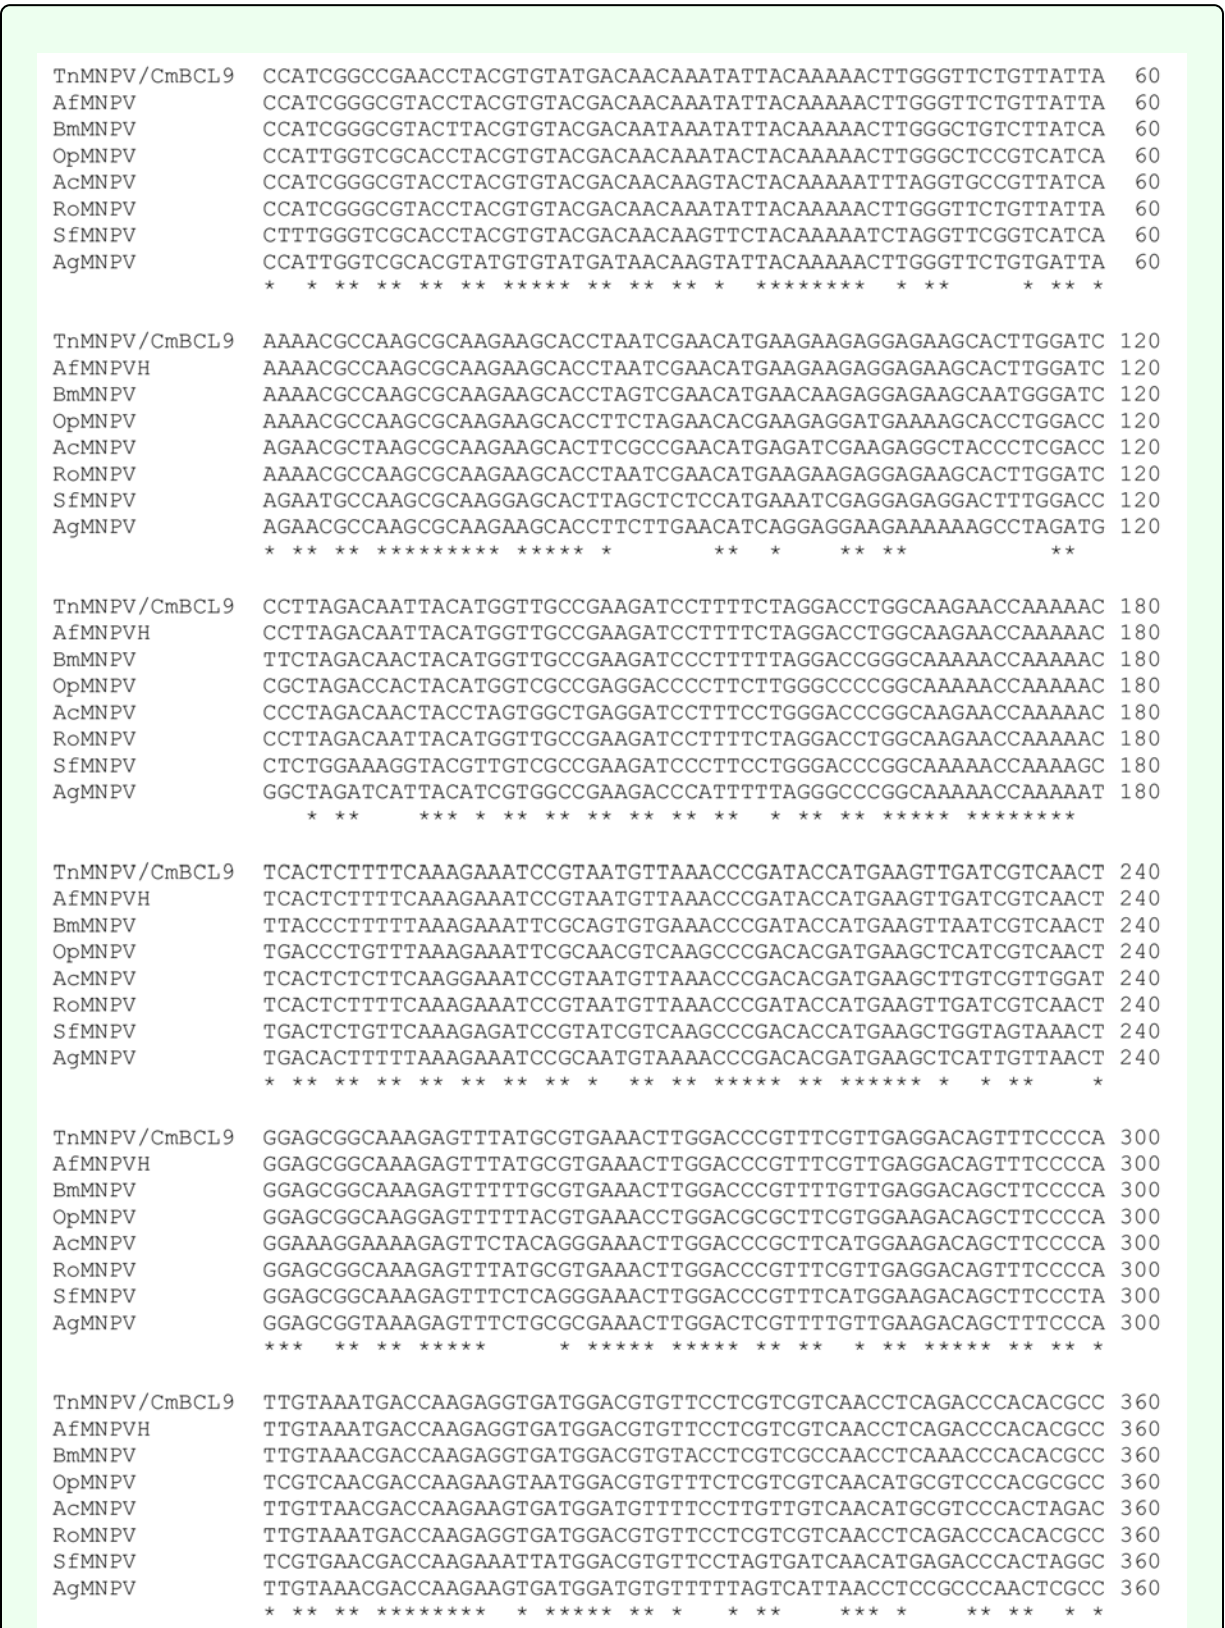 TnMNPV/CmBCL9 CCATCGGCCGAACCTACGTGTATGACAACAAATATTACAAAAACTTGGGTTCTGTTATTA 60
AfMNPV CCATCGGGCGTACCTACGTGTACGACAACAAATATTACAAAAACTTGGGTTCTGTTATTA 60
BmMNPV CCATCGGGCGTACTTACGTGTACGACAATAAATATTACAAAAACTTGGGCTGTCTTATCA 60
OpMNPV CCATTGGTCGCACCTACGTGTACGACAACAAATACTACAAAAACTTGGGCTCCGTCATCA 60
AcMNPV CCATCGGGCGTACCTACGTGTACGACAACAAGTACTACAAAAATTTAGGTGCCGTTATCA 60
RoMNPV CCATCGGGCGTACCTACGTGTACGACAACAAATATTACAAAAACTTGGGTTCTGTTATTA 60
SfMNPV CTTTGGGTCGCACCTACGTGTACGACAACAAGTTCTACAAAAATCTAGGTTCGGTCATCA 60
AgMNPV CCATTGGTCGCACGTATGTGTATGATAACAAGTATTACAAAAACTTGGGTTCTGTGATTA 60
*  * ** ** ** ** ***** ** ** ** *  ********  * **     * ** *
TnMNPV/CmBCL9 AAAACGCCAAGCGCAAGAAGCACCTAATCGAACATGAAGAAGAGGAGAAGCACTTGGATC 120
AfMNPVH AAAACGCCAAGCGCAAGAAGCACCTAATCGAACATGAAGAAGAGGAGAAGCACTTGGATC 120
BmMNPV AAAACGCCAAGCGCAAGAAGCACCTAGTCGAACATGAACAAGAGGAGAAGCAATGGGATC 120
OpMNPV AAAACGCCAAGCGCAAGAAGCACCTTCTAGAACACGAAGAGGATGAAAAGCACCTGGACC 120
AcMNPV AGAACGCTAAGCGCAAGAAGCACTTCGCCGAACATGAGATCGAAGAGGCTACCCTCGACC 120
RoMNPV AAAACGCCAAGCGCAAGAAGCACCTAATCGAACATGAAGAAGAGGAGAAGCACTTGGATC 120
SfMNPV AGAATGCCAAGCGCAAGGAGCACTTAGCTCTCCATGAAATCGAGGAGAGGACTTTGGACC 120
AgMNPV AGAACGCCAAGCGCAAGAAGCACCTTCTTGAACATCAGGAGGAAGAAAAAAGCCTAGATG 120
* ** ** ********* ***** *       **  *    ** **          **
TnMNPV/CmBCL9 CCTTAGACAATTACATGGTTGCCGAAGATCCTTTTCTAGGACCTGGCAAGAACCAAAAAC 180
AfMNPVH CCTTAGACAATTACATGGTTGCCGAAGATCCTTTTCTAGGACCTGGCAAGAACCAAAAAC 180
BmMNPV TTCTAGACAACTACATGGTTGCCGAAGATCCCTTTTTAGGACCGGGCAAAAACCAAAAAC 180
OpMNPV CGCTAGACCACTACATGGTCGCCGAGGACCCCTTCTTGGGCCCCGGCAAAAACCAAAAAC 180
AcMNPV CCCTAGACAACTACCTAGTGGCTGAGGATCCTTTCCTGGGACCCGGCAAGAACCAAAAAC 180
RoMNPV CCTTAGACAATTACATGGTTGCCGAAGATCCTTTTCTAGGACCTGGCAAGAACCAAAAAC 180
SfMNPV CTCTGGAAAGGTACGTTGTCGCCGAAGATCCCTTCCTGGGACCCGGCAAAAACCAAAAGC 180
AgMNPV GGCTAGATCATTACATCGTGGCCGAAGACCCATTTTTAGGGCCCGGCAAAAACCAAAAAT 180
* **    *** * ** ** ** ** ** **  * ** ** ***** ********
TnMNPV/CmBCL9 TCACTCTTTTCAAAGAAATCCGTAATGTTAAACCCGATACCATGAAGTTGATCGTCAACT 240
AfMNPVH TCACTCTTTTCAAAGAAATCCGTAATGTTAAACCCGATACCATGAAGTTGATCGTCAACT 240
BmMNPV TTACCCTTTTTAAAGAAATTCGCAGTGTGAAACCCGATACCATGAAGTTAATCGTCAACT 240
OpMNPV TGACCCTGTTTAAAGAAATTCGCAACGTCAAGCCCGACACGATGAAGCTCATCGTCAACT 240
AcMNPV TCACTCTCTTCAAGGAAATCCGTAATGTTAAACCCGACACGATGAAGCTTGTCGTTGGAT 240
RoMNPV TCACTCTTTTCAAAGAAATCCGTAATGTTAAACCCGATACCATGAAGTTGATCGTCAACT 240
SfMNPV TGACTCTGTTCAAAGAGATCCGTATCGTCAAGCCCGACACCATGAAGCTGGTAGTAAACT 240
AgMNPV TGACACTTTTTAAAGAAATCCGCAATGTAAAACCCGACACGATGAAGCTCATTGTTAACT 240
* ** ** ** ** ** ** *  ** ** ***** ** ****** *  * **    *
TnMNPV/CmBCL9 GGAGCGGCAAAGAGTTTATGCGTGAAACTTGGACCCGTTTCGTTGAGGACAGTTTCCCCA 300
AfMNPVH GGAGCGGCAAAGAGTTTATGCGTGAAACTTGGACCCGTTTCGTTGAGGACAGTTTCCCCA 300
BmMNPV GGAGCGGCAAAGAGTTTTTGCGTGAAACTTGGACCCGTTTTGTTGAGGACAGCTTCCCCA 300
OpMNPV GGAGCGGCAAGGAGTTTTTACGTGAAACCTGGACGCGCTTCGTGGAAGACAGCTTCCCCA 300
AcMNPV GGAAAGGAAAAGAGTTCTACAGGGAAACTTGGACCCGCTTCATGGAAGACAGCTTCCCCA 300
RoMNPV GGAGCGGCAAAGAGTTTATGCGTGAAACTTGGACCCGTTTCGTTGAGGACAGTTTCCCCA 300
SfMNPV GGAGCGGCAAAGAGTTTCTCAGGGAAACTTGGACCCGTTTCATGGAAGACAGCTTCCCTA 300
AgMNPV GGAGCGGTAAAGAGTTTCTGCGCGAAACTTGGACTCGTTTTGTTGAAGACAGCTTTCCCA 300
***  ** ** *****     * ***** ***** ** **  * ** ***** ** ** *
TnMNPV/CmBCL9 TTGTAAATGACCAAGAGGTGATGGACGTGTTCCTCGTCGTCAACCTCAGACCCACACGCC 360
AfMNPVH TTGTAAATGACCAAGAGGTGATGGACGTGTTCCTCGTCGTCAACCTCAGACCCACACGCC 360
BmMNPV TTGTAAACGACCAAGAGGTGATGGACGTGTACCTCGTCGCCAACCTCAAACCCACACGCC 360
OpMNPV TCGTCAACGACCAAGAAGTAATGGACGTGTTTCTCGTCGTCAACATGCGTCCCACGCGCC 360
AcMNPV TTGTTAACGACCAAGAAGTGATGGATGTTTTCCTTGTTGTCAACATGCGTCCCACTAGAC 360
RoMNPV TTGTAAATGACCAAGAGGTGATGGACGTGTTCCTCGTCGTCAACCTCAGACCCACACGCC 360
SfMNPV TCGTGAACGACCAAGAAATTATGGACGTGTTCCTAGTGATCAACATGAGACCCACTAGGC 360
AgMNPV TTGTAAACGACCAAGAAGTGATGGATGTGTTTTTAGTCATTAACCTCCGCCCAACTCGCC 360
* ** ** ********  * ***** ** *   * **    *** *    ** **  * *